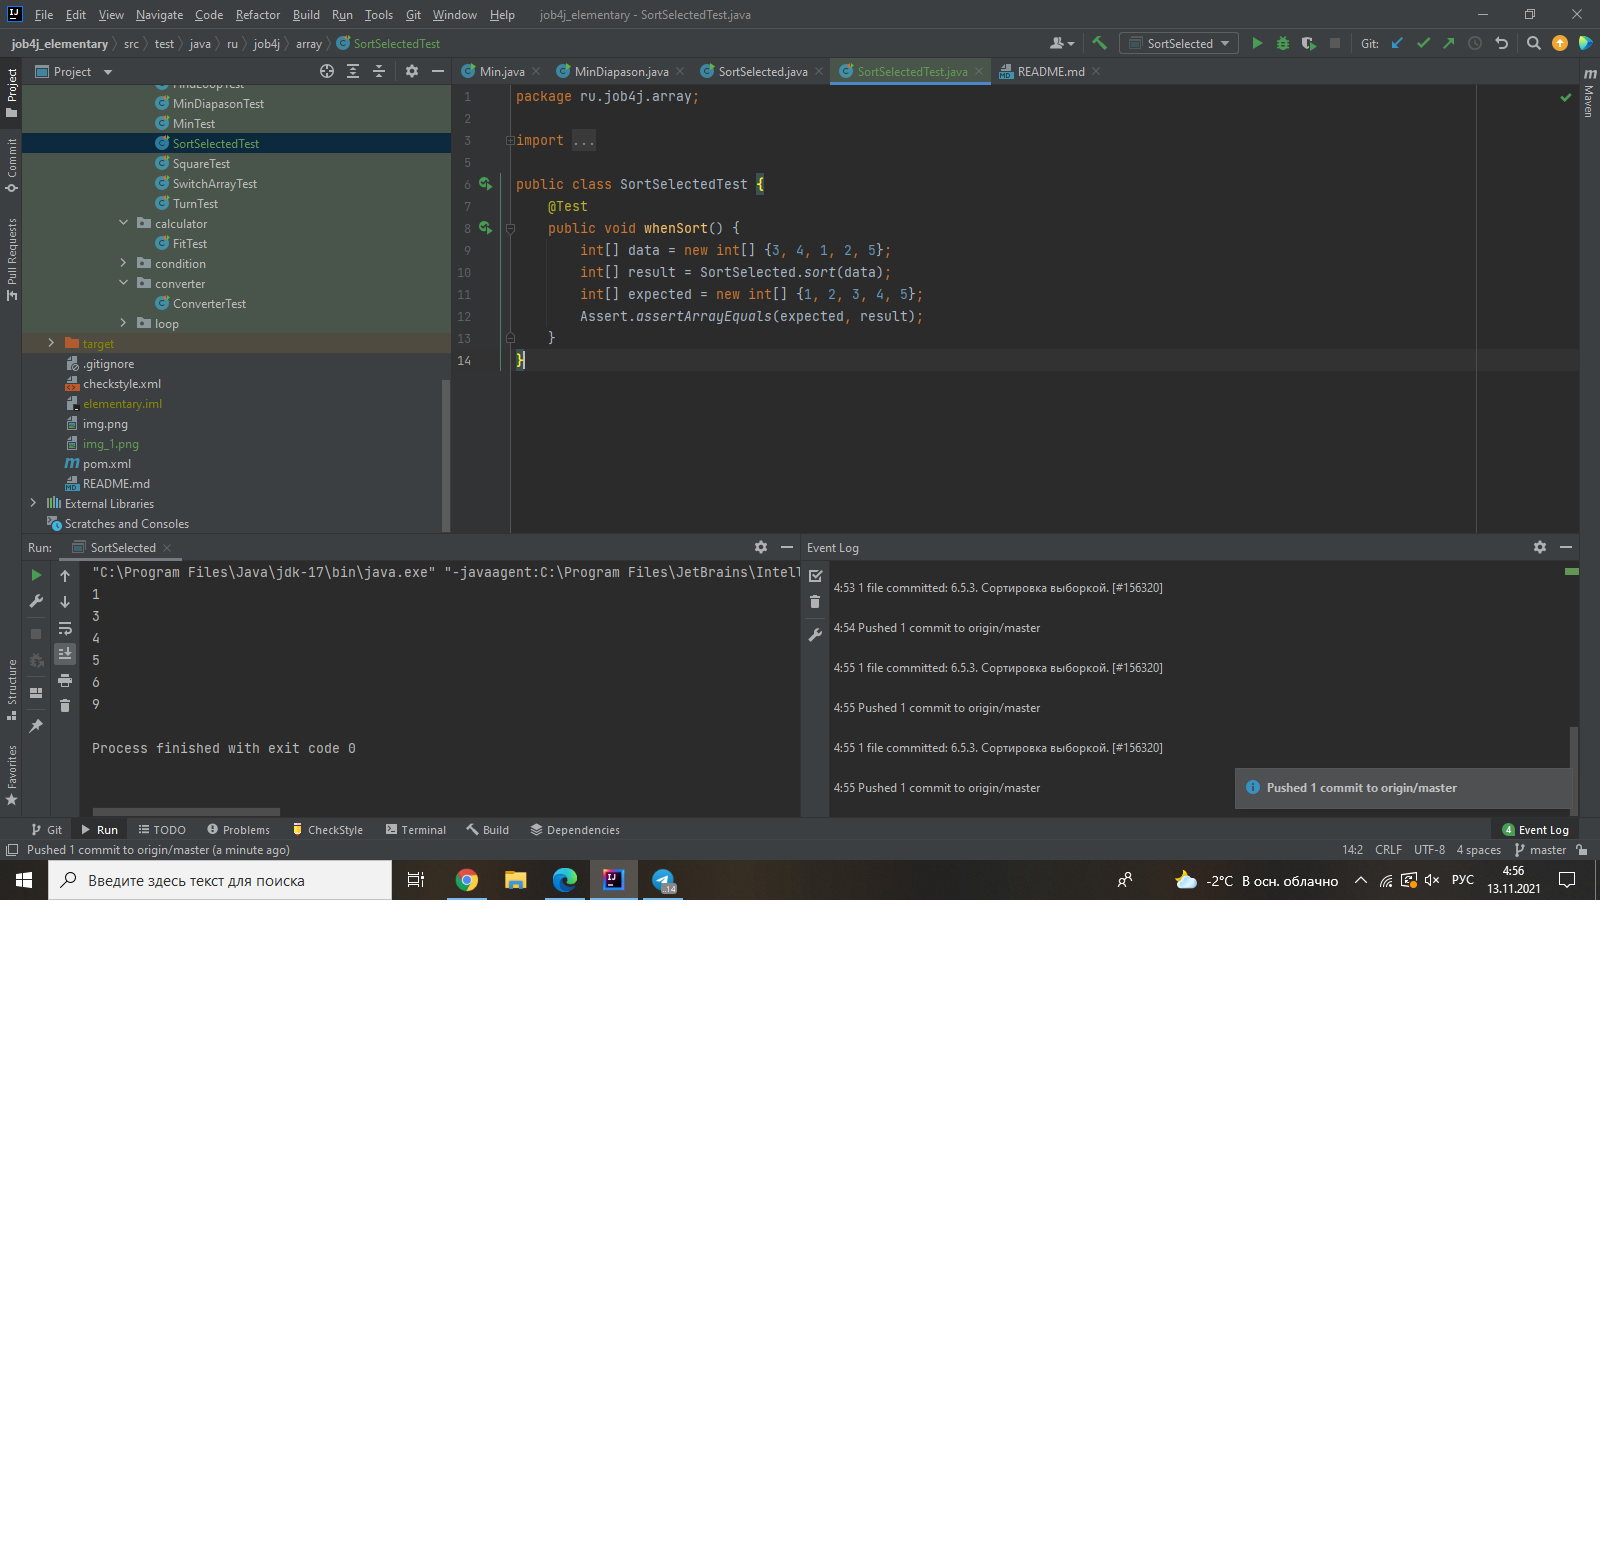 File Edit View Navigate Code Refactor Build Run Tools Git Window Help job4j_elementary - SortSelectedTest.java
job4j_elementary src test java ru job4j array SortSelectedTest
SortSelected
Git:
Project
Min.java
MinDiapason.java
SortSelected.java
SortSelectedTest.java
README.md
Project
Commit
Pull Requests
Structure
Favorites
Maven
FindLoopTest
MinDiapasonTest
MinTest
SortSelectedTest
SquareTest
SwitchArrayTest
TurnTest
calculator
FitTest
condition
converter
ConverterTest
loop
target
.gitignore
checkstyle.xml
elementary.iml
img.png
img_1.png
pom.xml
README.md
External Libraries
Scratches and Consoles
1 package ru.job4j.array;
2
3 import ...
5
6 public class SortSelectedTest {
7 @Test
8 public void whenSort() {
9 int[] data = new int[] {3, 4, 1, 2, 5};
10 int[] result = SortSelected.sort(data);
11 int[] expected = new int[] {1, 2, 3, 4, 5};
12 Assert.assertArrayEquals(expected, result);
13 }
14 }
Run: SortSelected
"C:\Program Files\Java\jdk-17\bin\java.exe" "-javaagent:C:\Program Files\JetBrains\Intel
1
3
4
5
6
9
Process finished with exit code 0
Event Log
4:53 1 file committed: 6.5.3. Сортировка выборкой. [#156320]
4:54 Pushed 1 commit to origin/master
4:55 1 file committed: 6.5.3. Сортировка выборкой. [#156320]
4:55 Pushed 1 commit to origin/master
4:55 1 file committed: 6.5.3. Сортировка выборкой. [#156320]
4:55 Pushed 1 commit to origin/master
Pushed 1 commit to origin/master
Git Run TODO Problems CheckStyle Terminal Build Dependencies 4 Event Log
Pushed 1 commit to origin/master (a minute ago) 14:2 CRLF UTF-8 4 spaces master
Введите здесь текст для поиска
14
-2°C В осн. облачно
РУС
4:56
13.11.2021